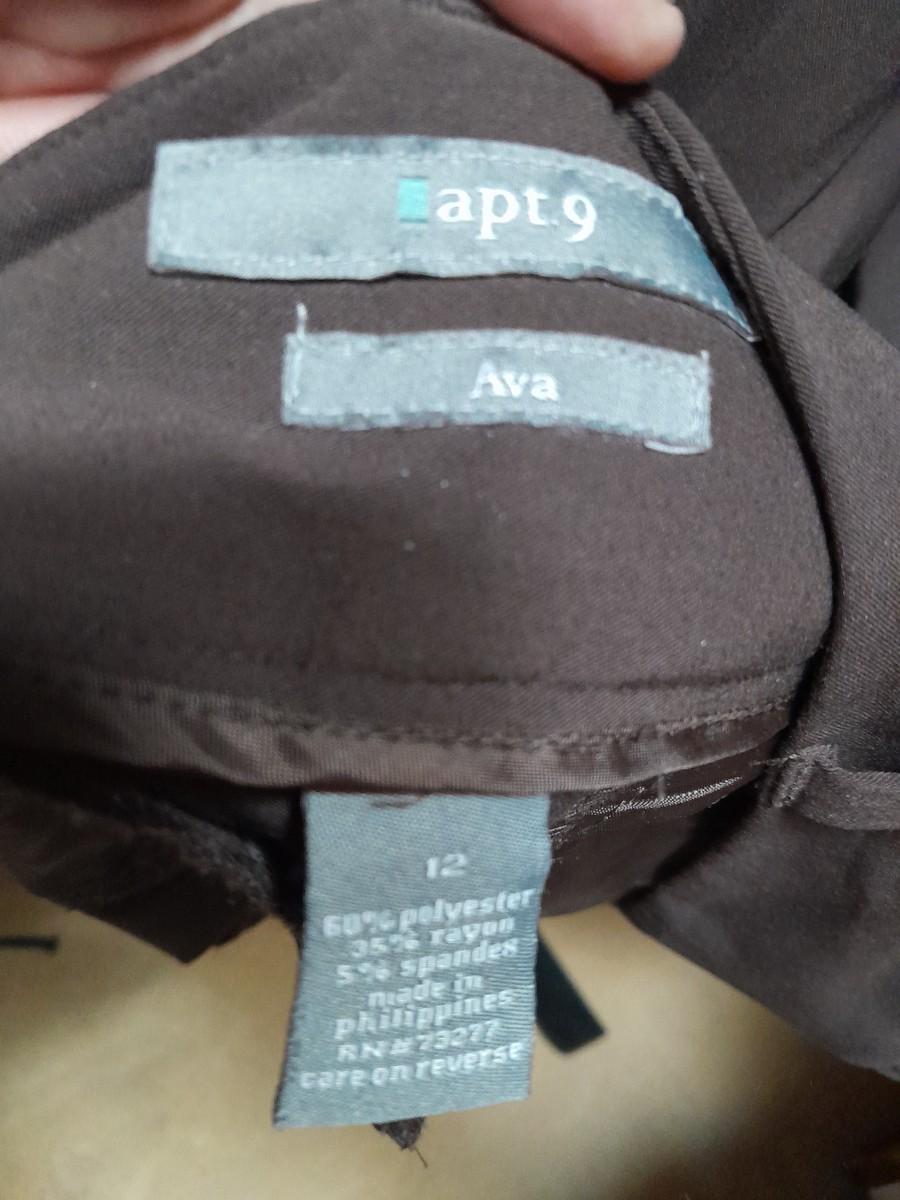 apt.9
Ava
12
60% polyester
35% rayon
5% spandex
made in
philippines
RN# 73277
care on reverse